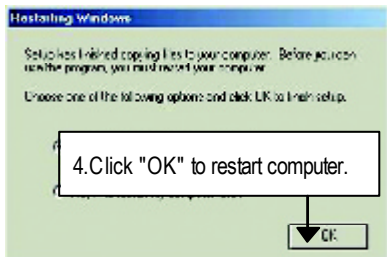 Restarting Windows
Setup has finished copying files to your computer. Before you can
use the program, you must restart your computer.
Choose one of the following options and click OK to finish setup.
4.Click "OK" to restart computer.
OK